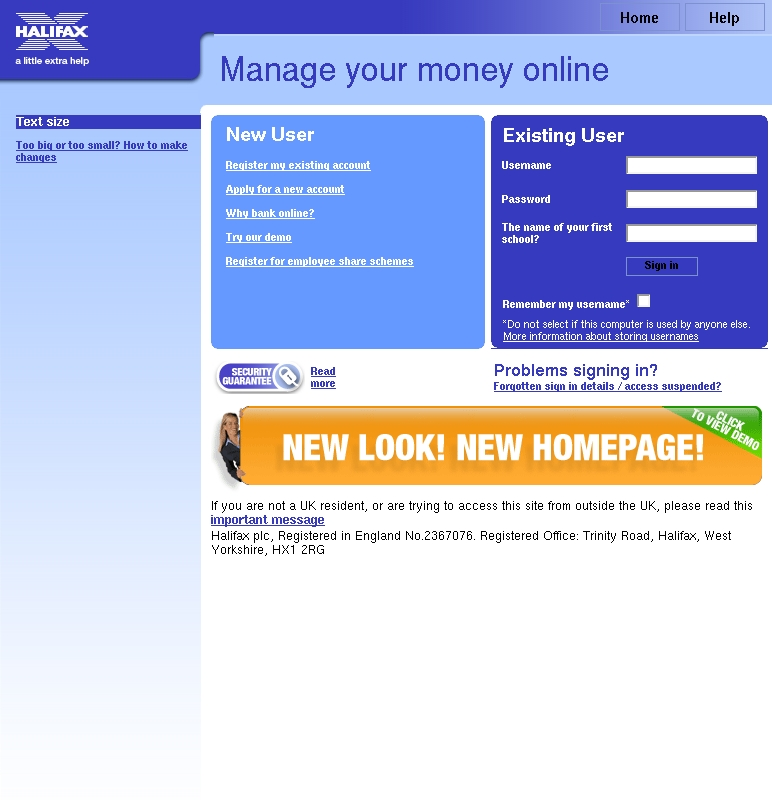 HALIFAX
a little extra help
Home
Help
Manage your money online
Text size
Too big or too small? How to make
changes
New User
Register my existing account
Apply for a new account
Why bank online?
Try our demo
Register for employee share schemes
Existing User
Username
Password
The name of your first
school?
Sign in
Remember my username*
*Do not select if this computer is used by anyone else.
More information about storing usernames
SECURITY
GUARANTEE
Read
more
Problems signing in?
Forgotten sign in details / access suspended?
NEW LOOK! NEW HOMEPAGE!
CLICK
TO VIEW DEMO
If you are not a UK resident, or are trying to access this site from outside the UK, please read this
important message
Halifax plc, Registered in England No.2367076. Registered Office: Trinity Road, Halifax, West
Yorkshire, HX1 2RG